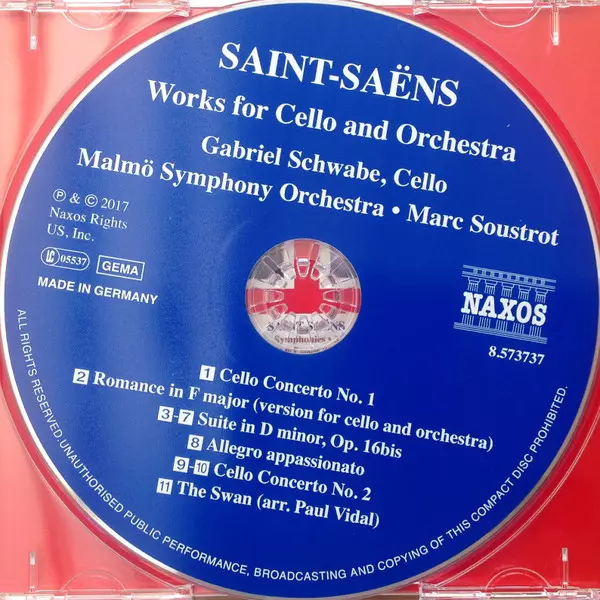 SAINT-SAËNS
Works for Cello and Orchestra
Gabriel Schwabe, Cello
Malmö Symphony Orchestra • Marc Soustrot
℗ & © 2017
Naxos Rights
US, Inc.
LC 05537 GEMA
MADE IN GERMANY
NAXOS
8.573737
SAINT-SAËNS
Symphonies
1 Cello Concerto No. 1
2 Romance in F major (version for cello and orchestra)
3-7 Suite in D minor, Op. 16bis
8 Allegro appassionato
9-10 Cello Concerto No. 2
11 The Swan (arr. Paul Vidal)
ALL RIGHTS RESERVED. UNAUTHORISED PUBLIC PERFORMANCE, BROADCASTING AND COPYING OF THIS COMPACT DISC PROHIBITED.